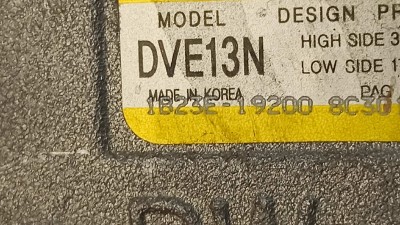 MODEL DESIGN PR
DVE13N HIGH SIDE 3
LOW SIDE 1
MADE IN KOREA PAG
1B23E-19200 8C30